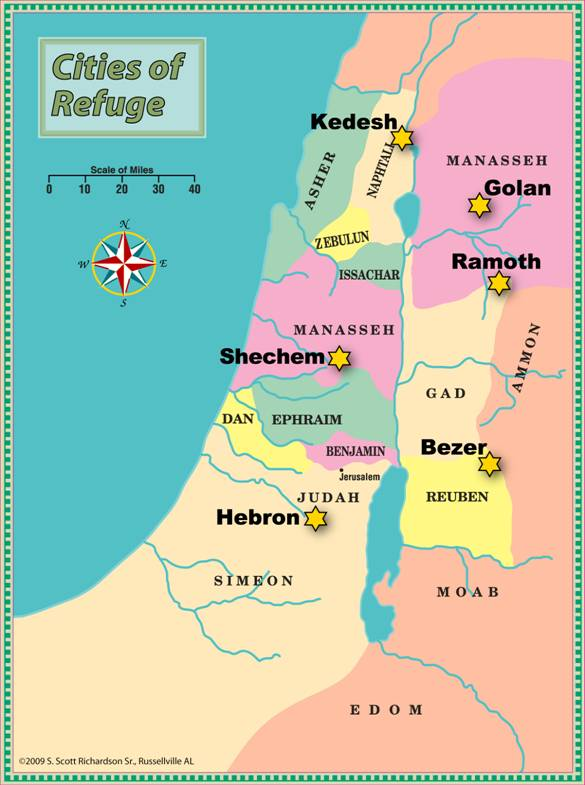 Cities of
Refuge
Scale of Miles
0 10 20 30 40
N
W E
S
Kedesh
ASHER
NAPHTALI
MANASSEH
Golan
ZEBULUN
Ramoth
ISSACHAR
MANASSEH
Shechem
AMMON
GAD
DAN
EPHRAIM
Bezer
BENJAMIN
Jerusalem
JUDAH
REUBEN
Hebron
SIMEON
MOAB
EDOM
©2009 S. Scott Richardson Sr., Russellville AL